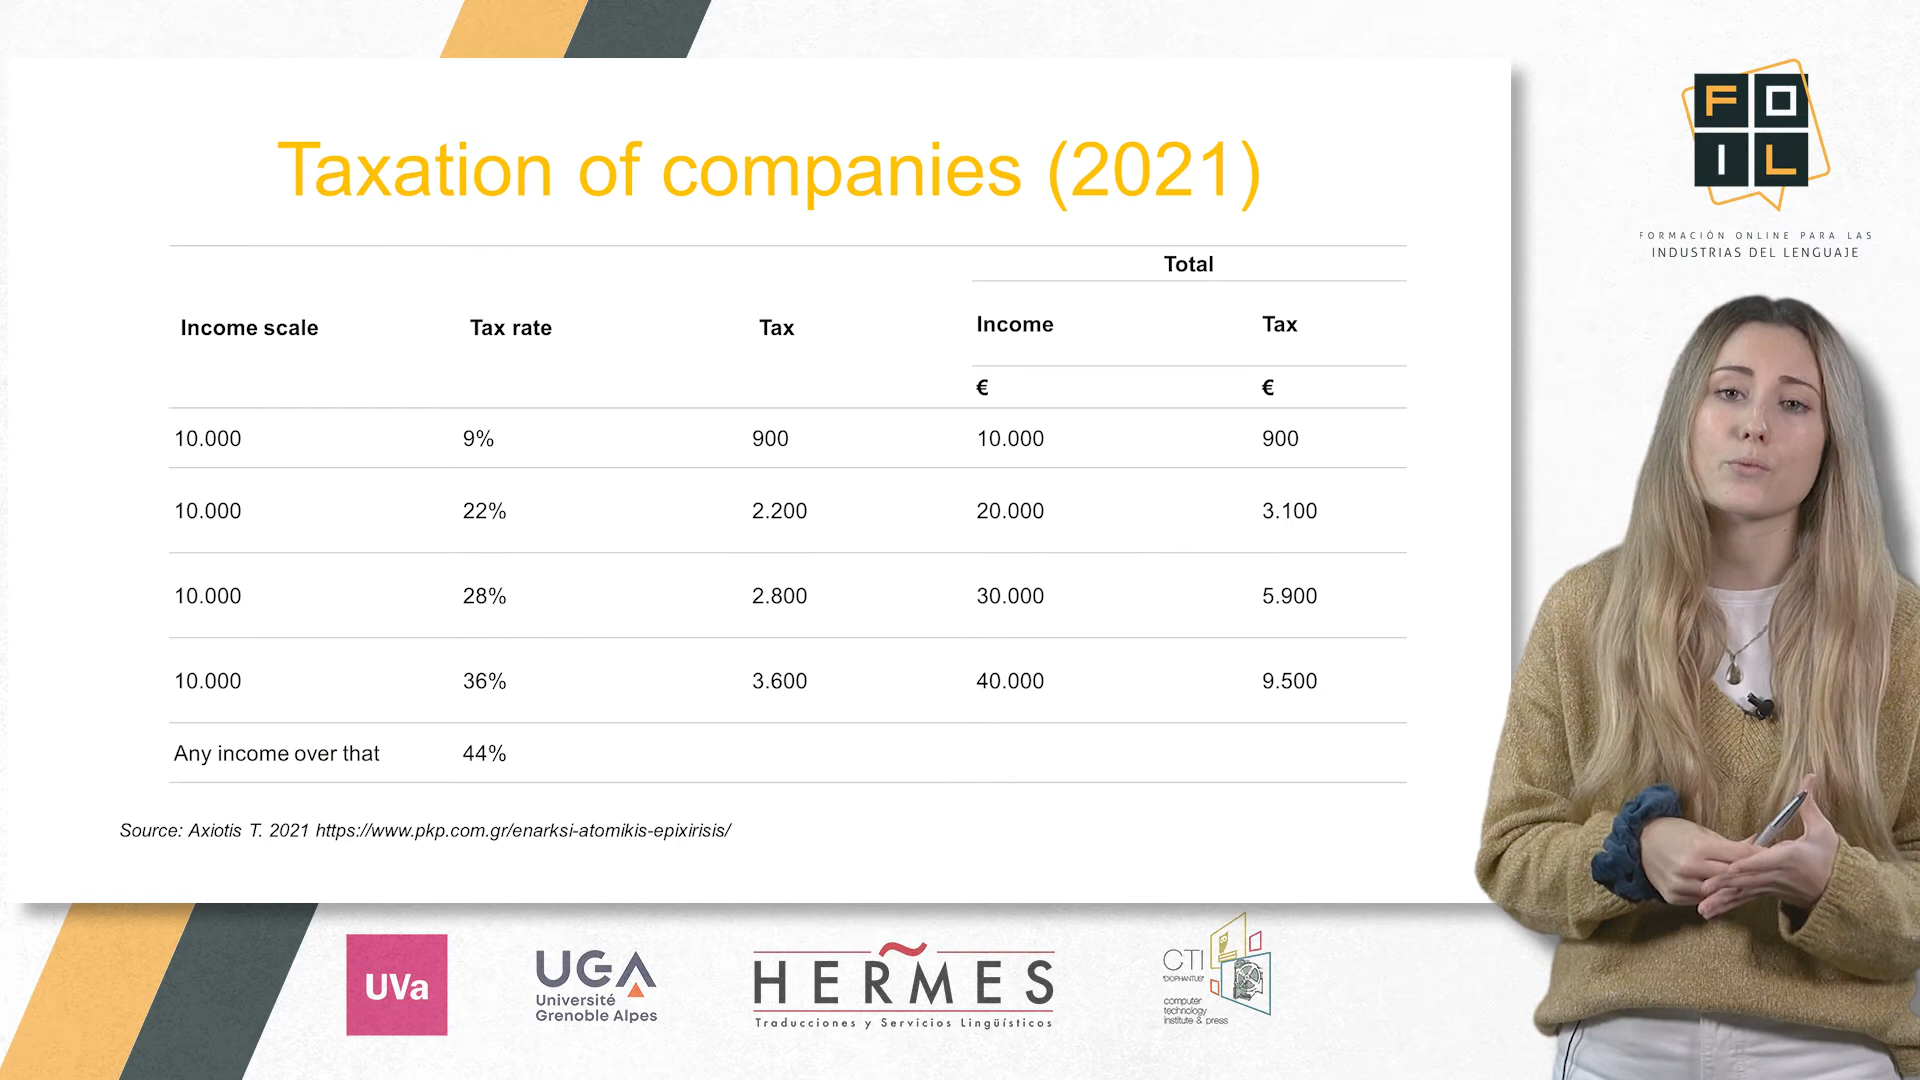 Taxation of companies (2021)
Total
Income scale Tax rate Tax Income Tax
€ €
10.000 9% 900 10.000 900
10.000 22% 2.200 20.000 3.100
10.000 28% 2.800 30.000 5.900
10.000 36% 3.600 40.000 9.500
Any income over that 44%
Source: Axiotis T. 2021 https://www.pkp.com.gr/enarksi-atomikis-epixirisis/
FOIL
FORMACIÓN ONLINE PARA LAS
INDUSTRIAS DEL LENGUAJE
UVa
UGA
Université
Grenoble Alpes
HERMES
Traducciones y Servicios Lingüísticos
CTI
"DIOPHANTUS"
computer
technology
institute & press